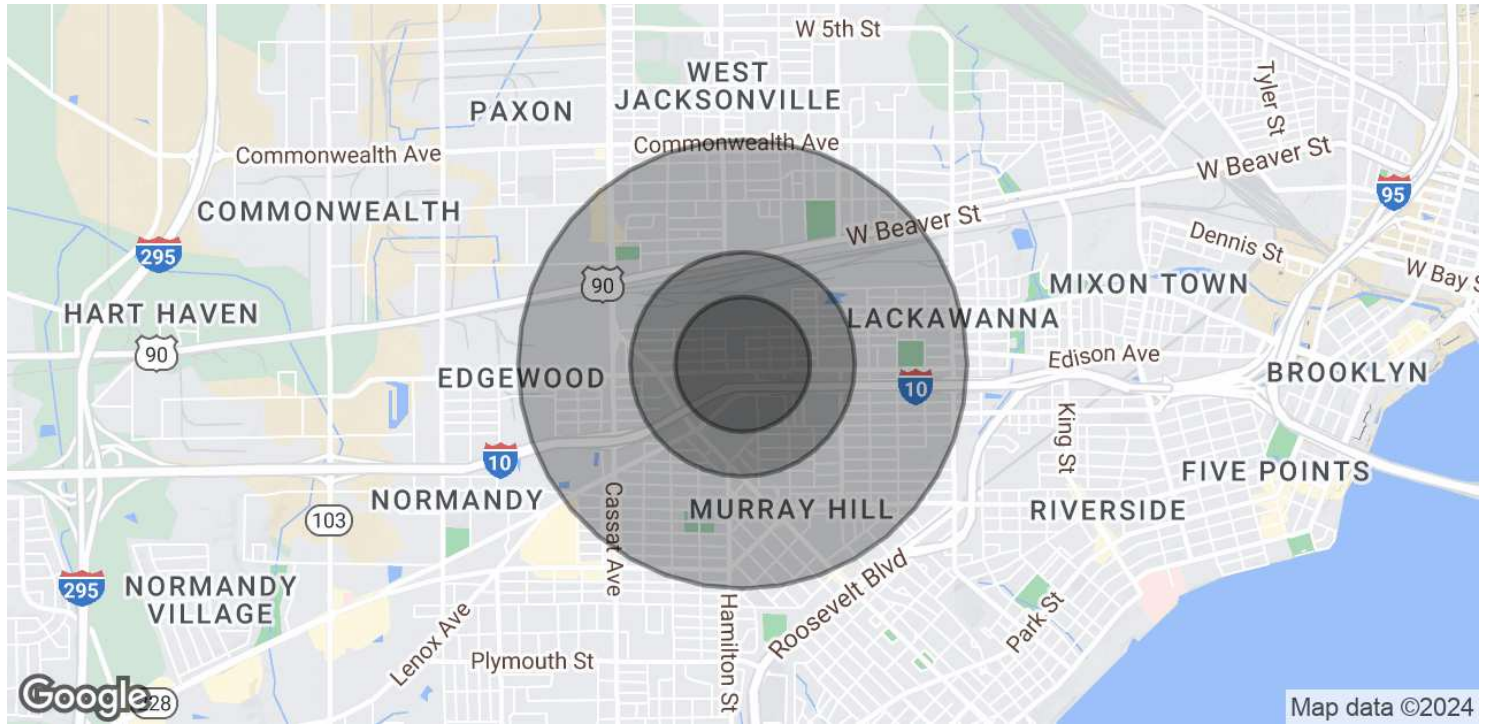 W 5th St
WEST
JACKSONVILLE
Tyler St
PAXON
Commonwealth Ave
Commonwealth Ave
W Beaver St
95
COMMONWEALTH
W Beaver St
Dennis St
295
W Bay S
90
MIXON TOWN
HART HAVEN
LACKAWANNA
90
Edison Ave
EDGEWOOD
10
BROOKLYN
King St
10
FIVE POINTS
NORMANDY
Cassat Ave
MURRAY HILL
RIVERSIDE
103
295
NORMANDY
VILLAGE
Roosevelt Blvd
Hamilton St
Park St
Lenox Ave
Plymouth St
Google
228
Map data ©2024